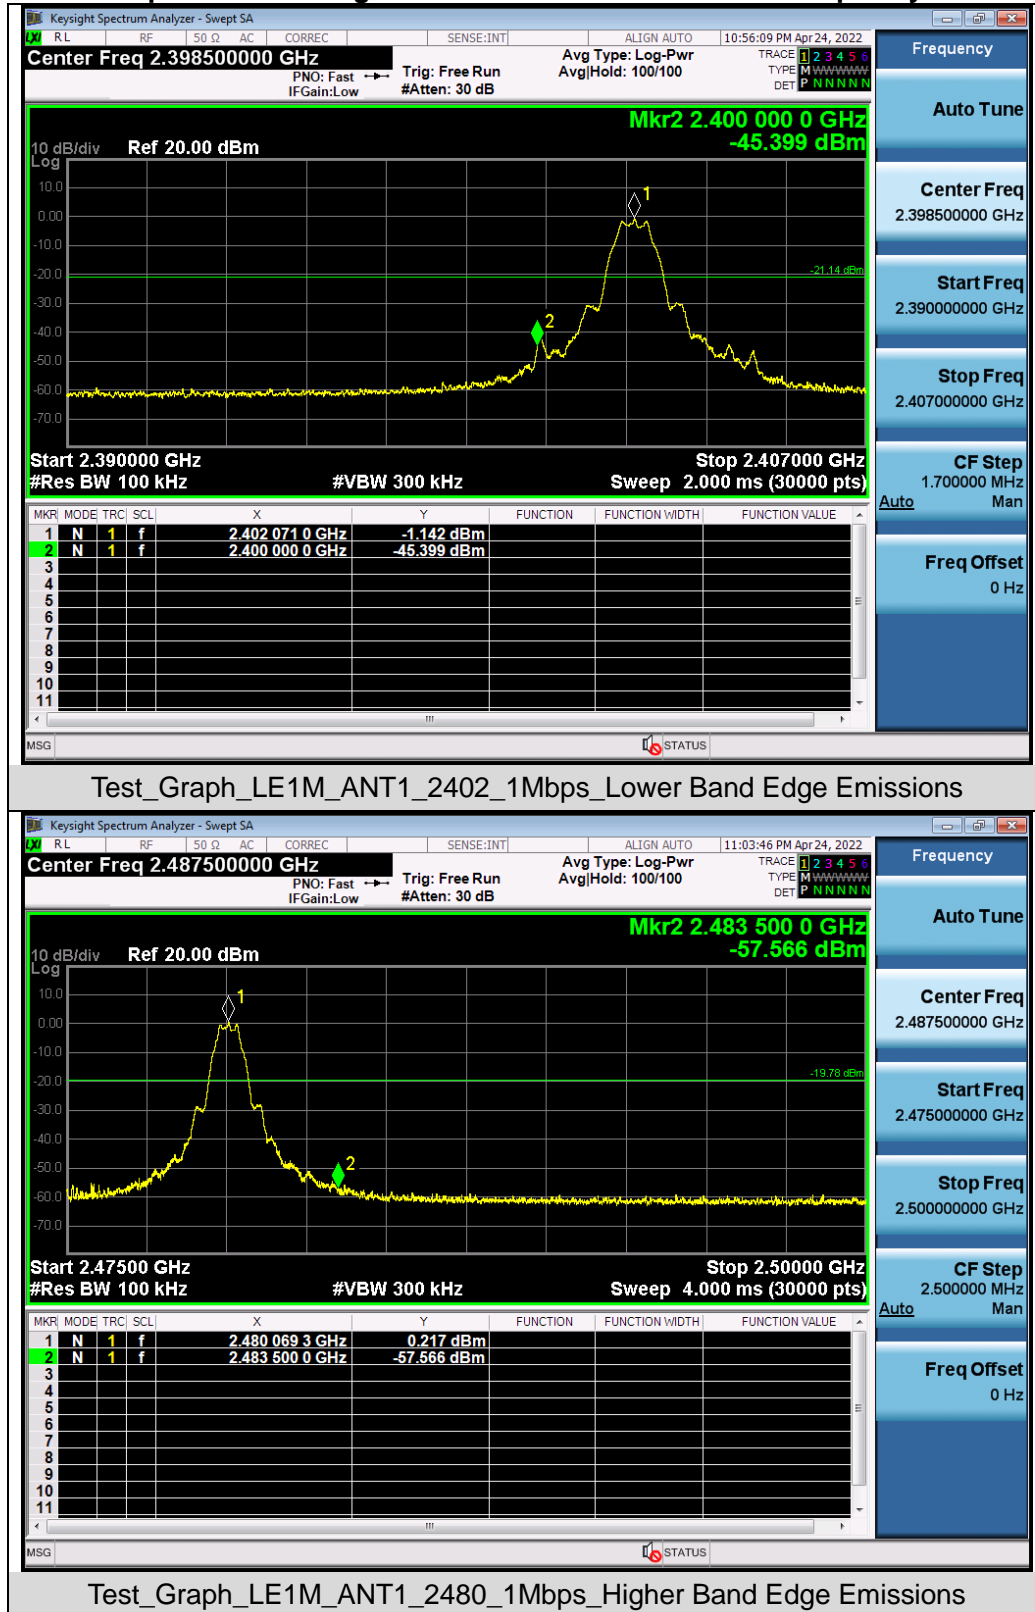 Keysight Spectrum Analyzer - Swept SA
LXI RL RF 50 Ω AC CORREC SENSE:INT ALIGN AUTO 10:56:09 PM Apr 24, 2022
Center Freq 2.398500000 GHz
PNO: Fast
IFGain:Low
Trig: Free Run
#Atten: 30 dB
Avg Type: Log-Pwr
Avg|Hold: 100/100
TRACE 1 2 3 4 5 6
TYPE M WWWWW
DET P N N N N N
Mkr2 2.400 000 0 GHz
-45.399 dBm
10 dB/div Ref 20.00 dBm
Log
10.0
0.00
-10.0
-20.0
-30.0
-40.0
-50.0
-60.0
-70.0
1
2
-21.14 dBm
Start 2.390000 GHz Stop 2.407000 GHz
#Res BW 100 kHz #VBW 300 kHz Sweep 2.000 ms (30000 pts)
MKR MODE TRC SCL X Y FUNCTION FUNCTION WIDTH FUNCTION VALUE
1 N 1 f 2.402 071 0 GHz -1.142 dBm
2 N 1 f 2.400 000 0 GHz -45.399 dBm
3
4
5
6
7
8
9
10
11
MSG STATUS
Frequency
Auto Tune
Center Freq
2.398500000 GHz
Start Freq
2.390000000 GHz
Stop Freq
2.407000000 GHz
CF Step
1.700000 MHz
Auto Man
Freq Offset
0 Hz
Test_Graph_LE1M_ANT1_2402_1Mbps_Lower Band Edge Emissions
Keysight Spectrum Analyzer - Swept SA
LXI RL RF 50 Ω AC CORREC SENSE:INT ALIGN AUTO 11:03:46 PM Apr 24, 2022
Center Freq 2.487500000 GHz
PNO: Fast
IFGain:Low
Trig: Free Run
#Atten: 30 dB
Avg Type: Log-Pwr
Avg|Hold: 100/100
TRACE 1 2 3 4 5 6
TYPE M WWWWW
DET P N N N N N
Mkr2 2.483 500 0 GHz
-57.566 dBm
10 dB/div Ref 20.00 dBm
Log
10.0
0.00
-10.0
-20.0
-30.0
-40.0
-50.0
-60.0
-70.0
1
2
-19.78 dBm
Start 2.47500 GHz Stop 2.50000 GHz
#Res BW 100 kHz #VBW 300 kHz Sweep 4.000 ms (30000 pts)
MKR MODE TRC SCL X Y FUNCTION FUNCTION WIDTH FUNCTION VALUE
1 N 1 f 2.480 069 3 GHz 0.217 dBm
2 N 1 f 2.483 500 0 GHz -57.566 dBm
3
4
5
6
7
8
9
10
11
MSG STATUS
Frequency
Auto Tune
Center Freq
2.487500000 GHz
Start Freq
2.475000000 GHz
Stop Freq
2.500000000 GHz
CF Step
2.500000 MHz
Auto Man
Freq Offset
0 Hz
Test_Graph_LE1M_ANT1_2480_1Mbps_Higher Band Edge Emissions